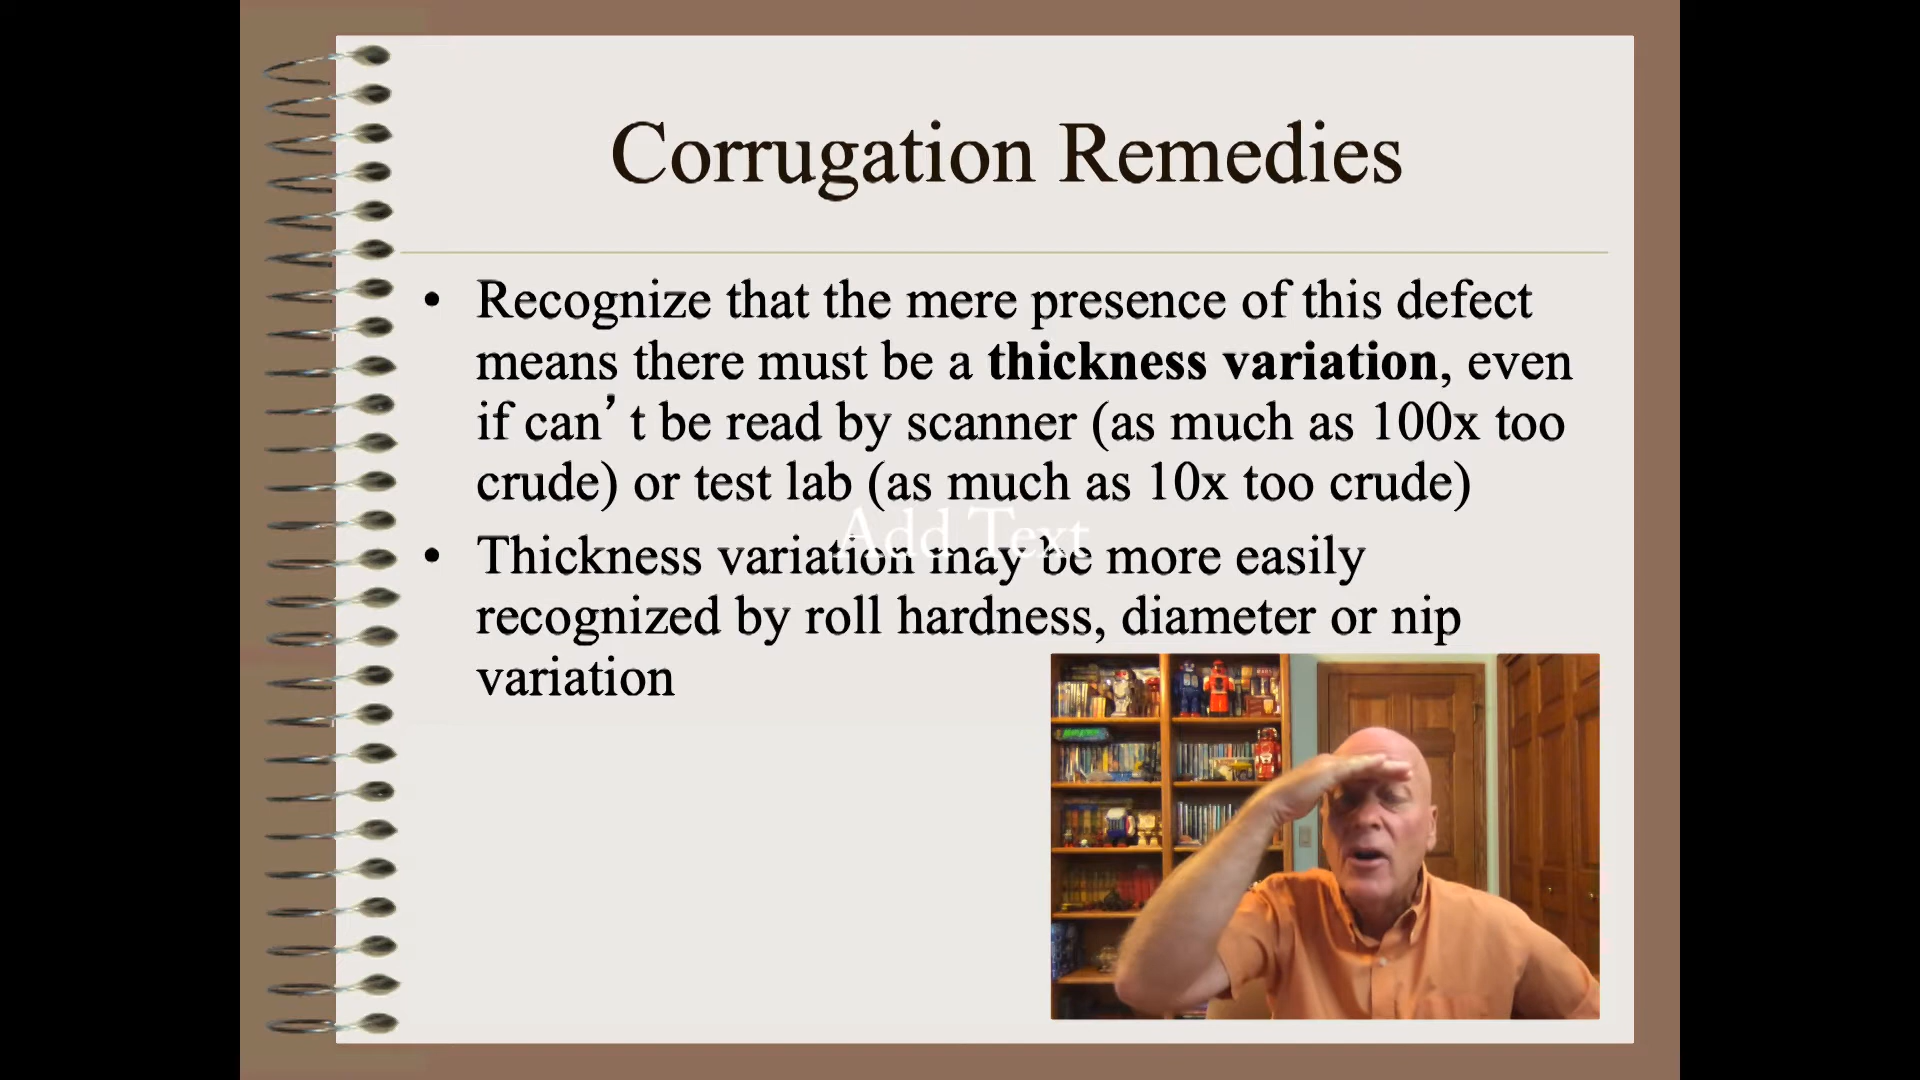 Corrugation Remedies
• Recognize that the mere presence of this defect
means there must be a thickness variation, even
if can’t be read by scanner (as much as 100x too
crude) or test lab (as much as 10x too crude)
Add Text
• Thickness variation may be more easily
recognized by roll hardness, diameter or nip
variation